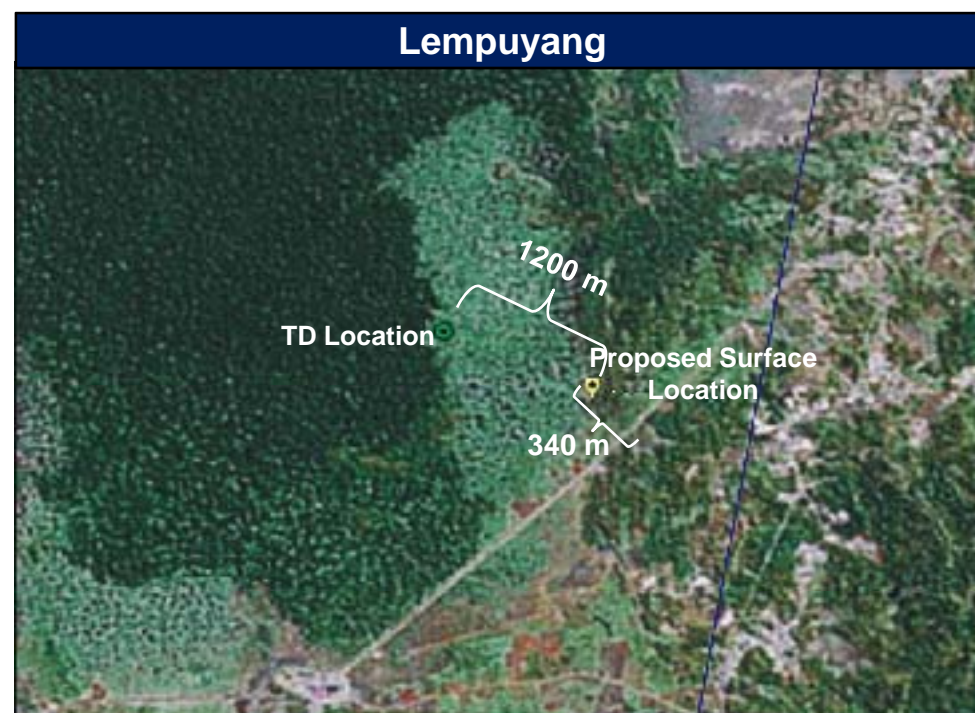 Lempuyang
1200 m
TD Location
Proposed Surface
Location
340 m